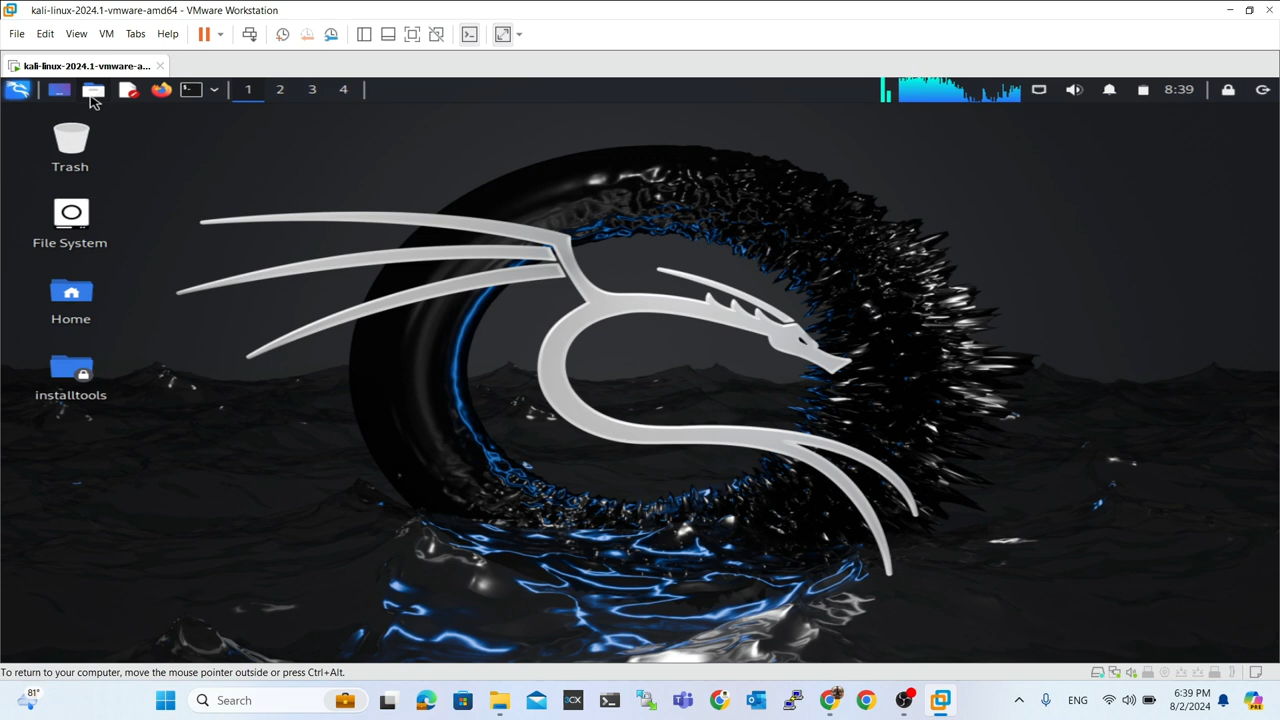 kali-linux-2024.1-vmware-amd64 - VMware Workstation
File Edit View VM Tabs Help
kali-linux-2024.1-vmware-a...
1 2 3 4 8:39
Trash
File System
Home
installtools
To return to your computer, move the mouse pointer outside or press Ctrl+Alt.
81°
Search
SCX
ENG
6:39 PM
8/2/2024
PRE